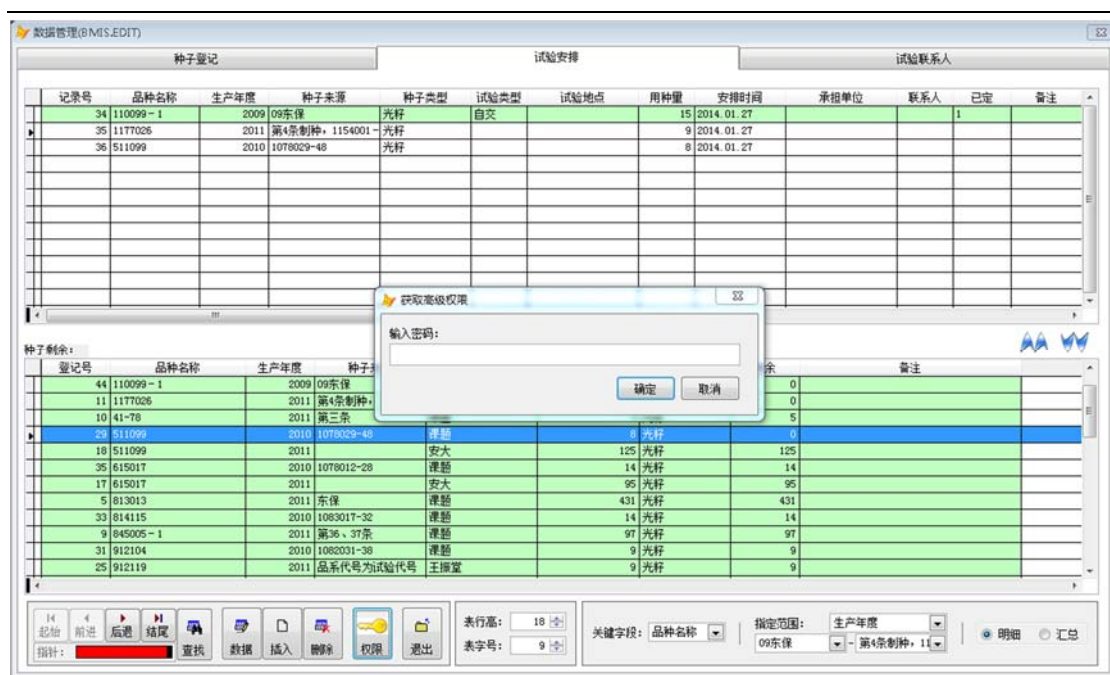 数据管理(BMIS.EDIT)
种子登记 试验安排 试验联系人
记录号 品种名称 生产年度 种子来源 种子类型 试验类型 试验地点 用种量 安排时间 承担单位 联系人 已定 备注
34 110099-1 2009 09东保 光籽 自交 15 2014.01.27 1
35 1177026 2011 第4条制种，1154001- 光籽 9 2014.01.27
36 511099 2010 1078029-48 光籽 8 2014.01.27
获取高级权限
输入密码：
确定 取消
种子剩余：
登记号 品种名称 生产年度 种子 余 备注
44 110099-1 2009 09东保 0
11 1177026 2011 第4条制种， 0
10 41-78 2011 第三条 5
29 511099 2010 1078029-48 课题 8 光籽 0
18 511099 2011 安大 125 光籽 125
35 615017 2010 1078012-28 课题 14 光籽 14
17 615017 2011 安大 95 光籽 95
5 813013 2011 东保 课题 431 光籽 431
33 814115 2010 1083017-32 课题 14 光籽 14
9 845005-1 2011 第36、37条 课题 97 光籽 97
31 912104 2010 1082031-38 课题 9 光籽 9
25 912119 2011 品系代号为试验代号 王振堂 9 光籽 9
起始 前进 后退 结尾 查找 数据 插入 删除 权限 退出
指针：
表行高： 18
表字号： 9
关键字段： 品种名称
指定范围： 生产年度
09东保 - 第4条制种，11
明细 汇总